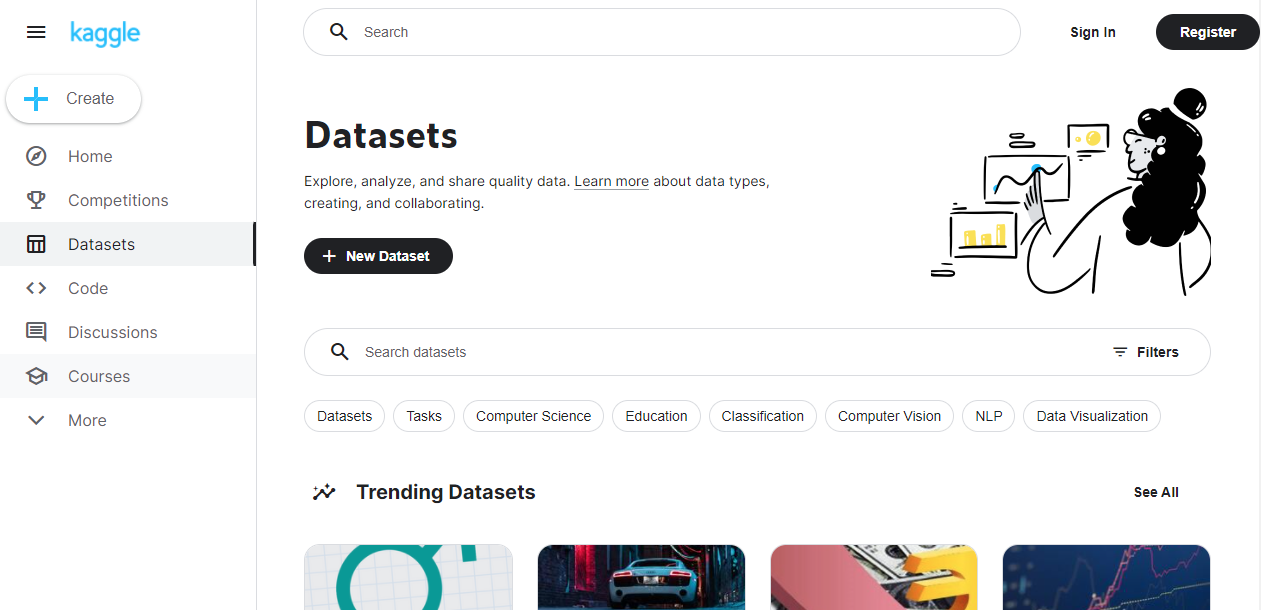 kaggle
Search
Sign In
Register
Create
Home
Competitions
Datasets
Code
Discussions
Courses
More
Datasets
Explore, analyze, and share quality data. Learn more about data types,
creating, and collaborating.
New Dataset
Search datasets
Filters
Datasets
Tasks
Computer Science
Education
Classification
Computer Vision
NLP
Data Visualization
Trending Datasets
See All